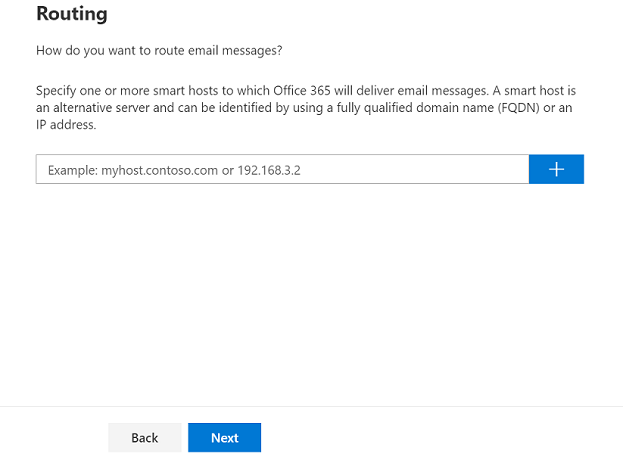 Routing
How do you want to route email messages?
Specify one or more smart hosts to which Office 365 will deliver email messages. A smart host is
an alternative server and can be identified by using a fully qualified domain name (FQDN) or an
IP address.
Example: myhost.contoso.com or 192.168.3.2
Back
Next